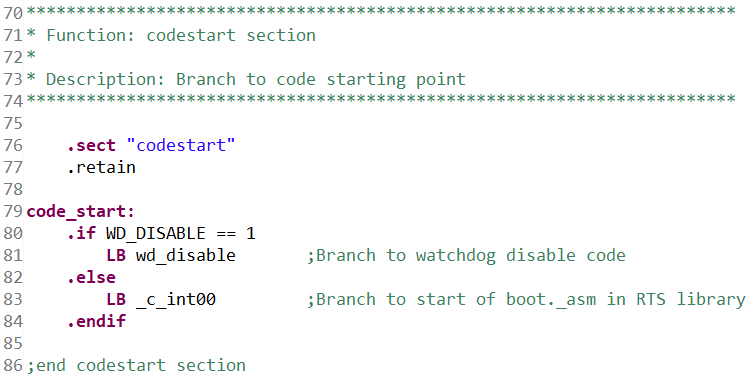 70***********************************************************************
71* Function: codestart section
72*
73* Description: Branch to code starting point
74***********************************************************************
75
76    .sect "codestart"
77    .retain
78
79code_start:
80    .if WD_DISABLE == 1
81        LB wd_disable       ;Branch to watchdog disable code
82    .else
83        LB _c_int00         ;Branch to start of boot._asm in RTS library
84    .endif
85
86;end codestart section